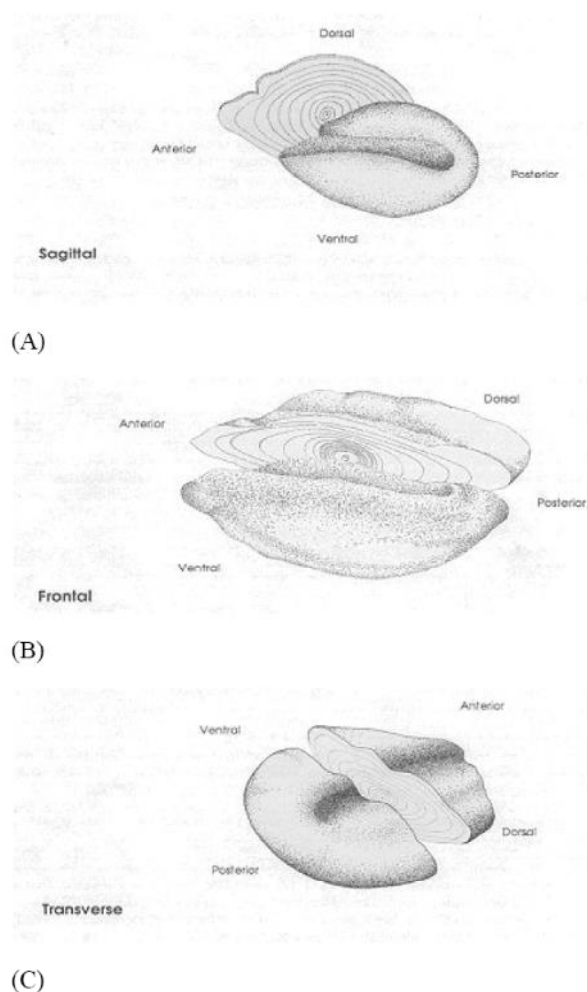 Dorsal
Anterior
Posterior
Ventral
Sagittal
(A)
Dorsal
Anterior
Posterior
Ventral
Frontal
(B)
Anterior
Ventral
Dorsal
Posterior
Transverse
(C)